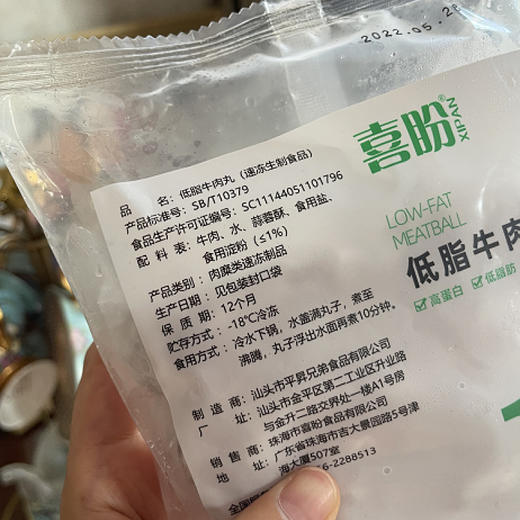 2022.05.28
喜盼®
XIPAN
LOW-FAT
MEATBALL
低脂牛肉
高蛋白 低脂肪
品 名：低脂牛肉丸（速冻生制食品）
产品标准号：SB/T10379
食品生产许可证编号：SC11144051101796
配 料 表：牛肉、水、蒜蓉酥、食用盐、
食用淀粉（≤1%）
产品类别：肉糜类速冻制品
生产日期：见包装封口袋
保 质 期：12个月
贮存方式：-18℃冷冻
食用方式：冷水下锅，水釜满丸子，煮至
沸腾，丸子浮出水面再煮10分钟。
制 造 商：汕头市平昇兄弟食品有限公司
厂 址：汕头市金平区第二工业区升业路
与金升二路交界处一楼A1号房
销 售 商：珠海市喜盼食品有限公司
地 址：广东省珠海市吉大景园路5号津
海大厦507室
6-2288513
全国